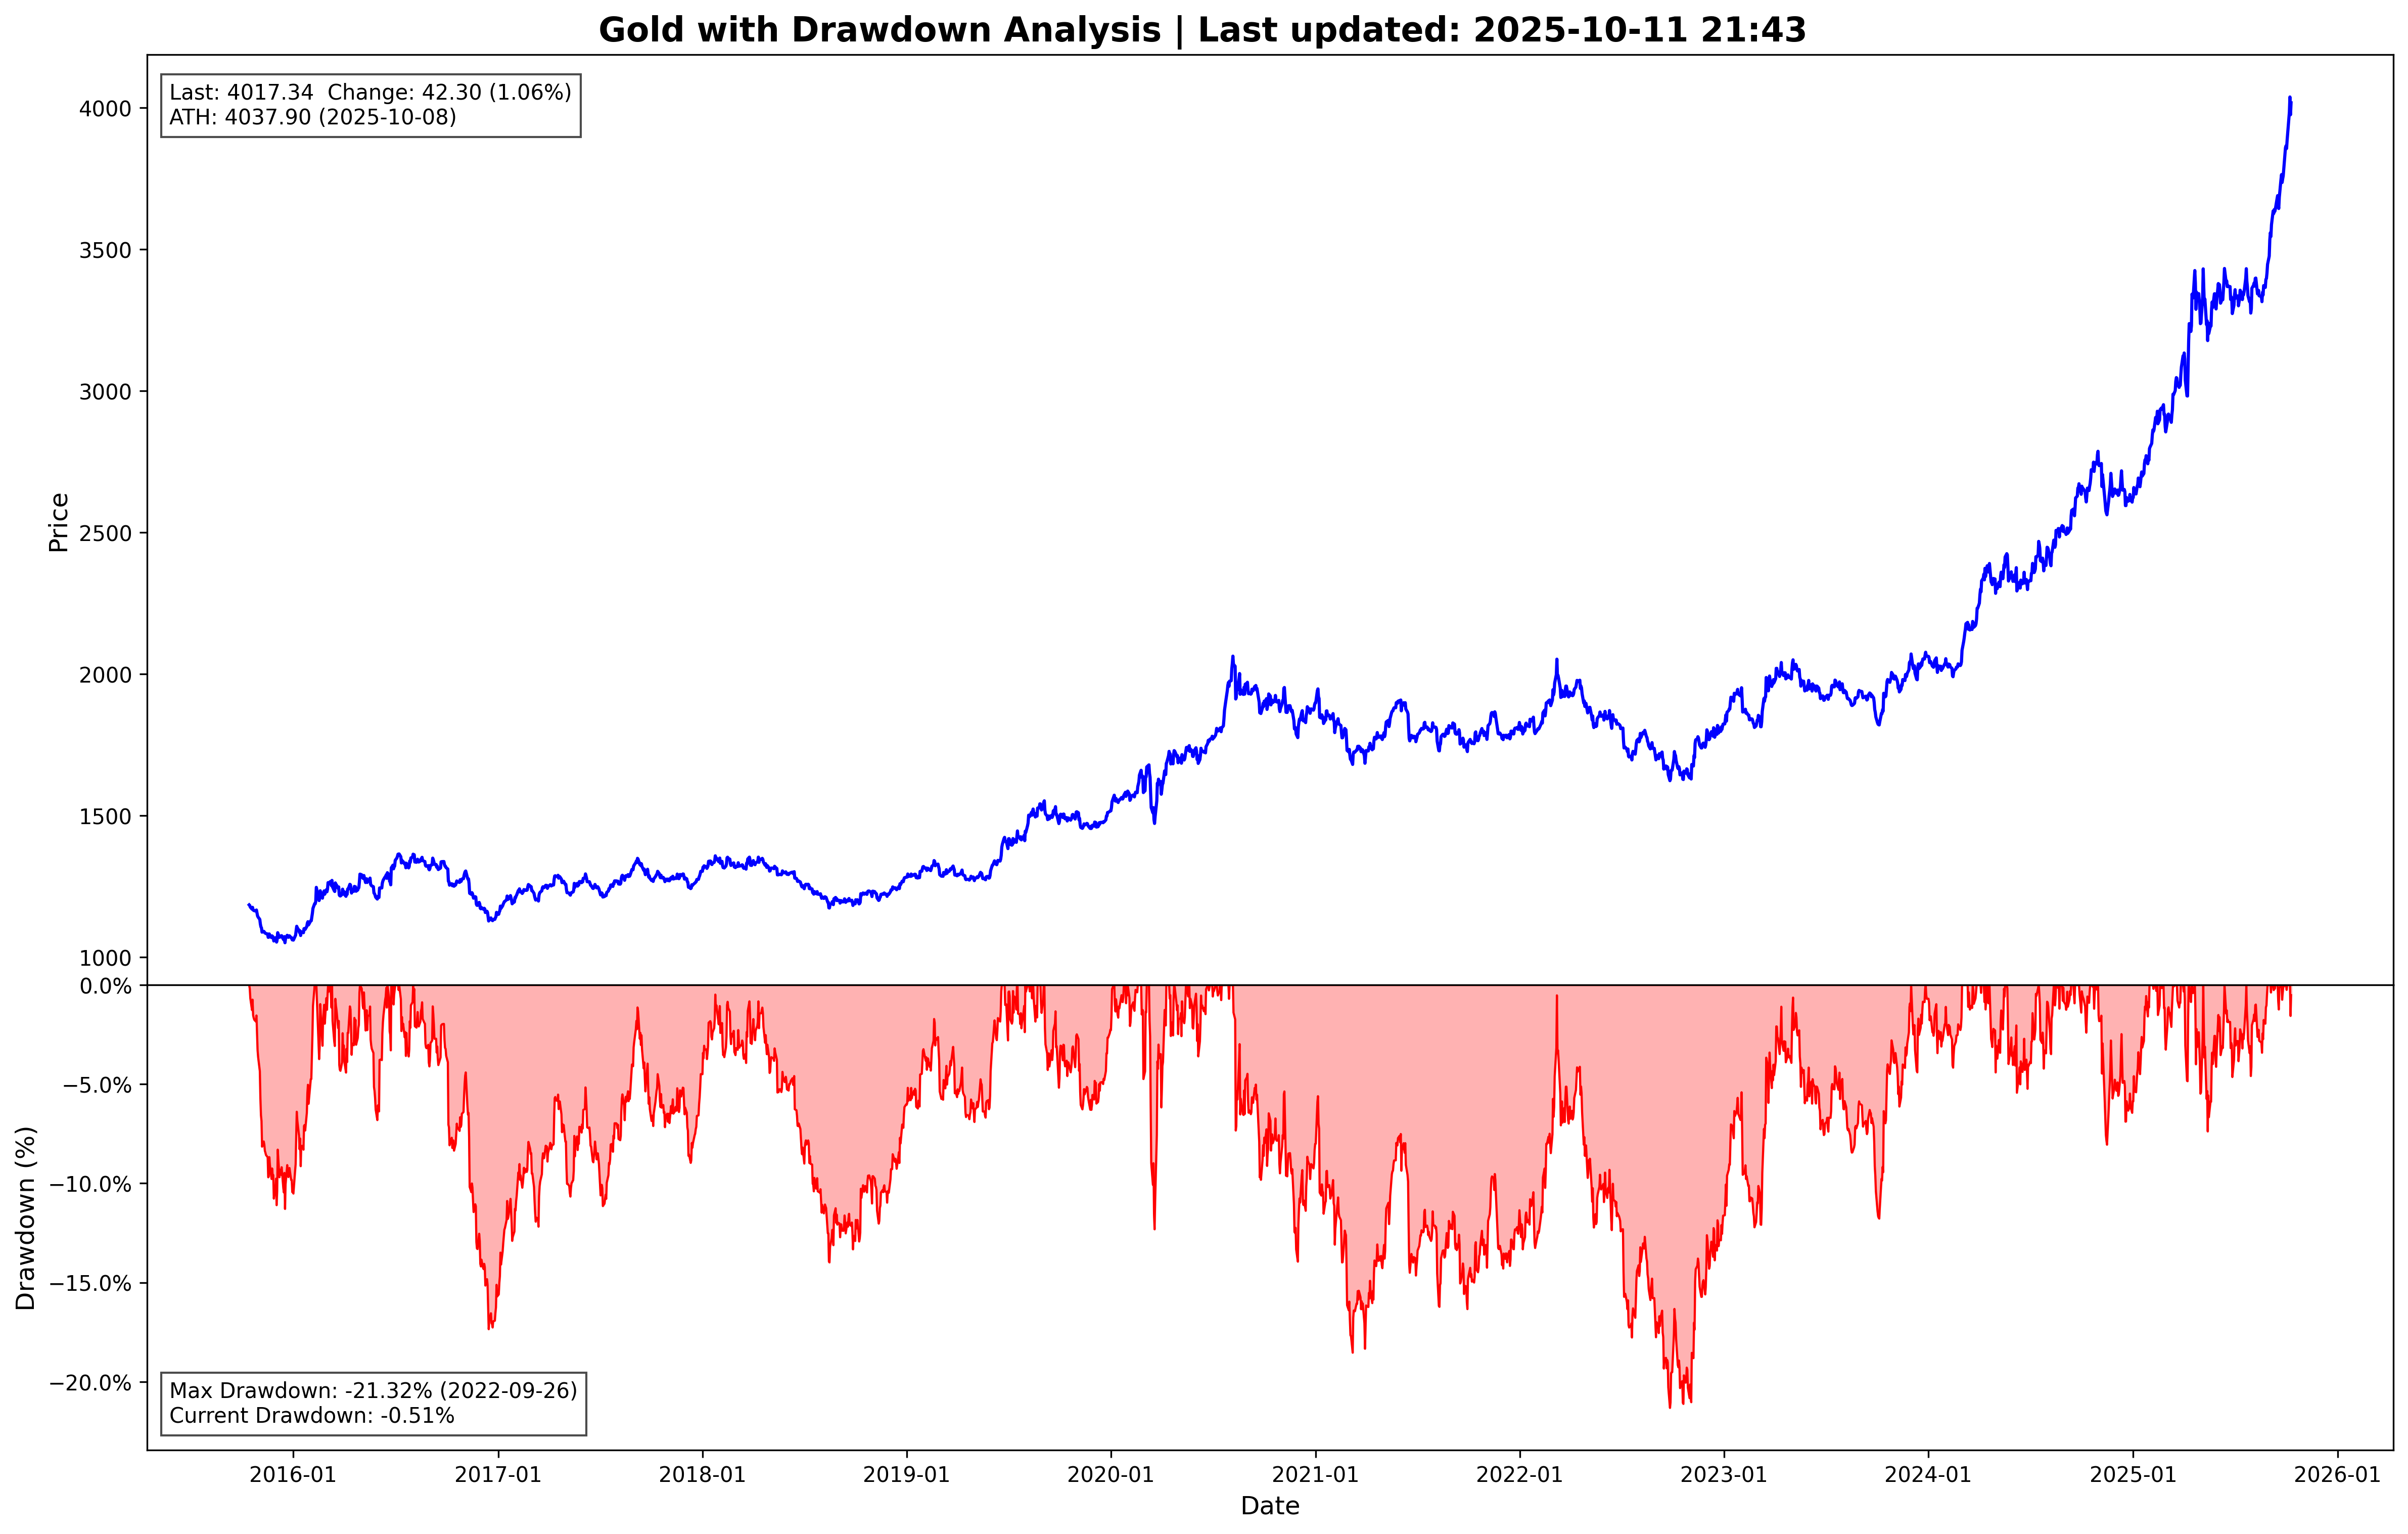 Gold with Drawdown Analysis | Last updated: 2025-10-11 21:43
Last: 4017.34  Change: 42.30 (1.06%)
ATH: 4037.90 (2025-10-08)
Price
4000
3500
3000
2500
2000
1500
1000
Drawdown (%)
0.0%
−5.0%
−10.0%
−15.0%
−20.0%
Max Drawdown: -21.32% (2022-09-26)
Current Drawdown: -0.51%
2016-01 2017-01 2018-01 2019-01 2020-01 2021-01 2022-01 2023-01 2024-01 2025-01 2026-01
Date